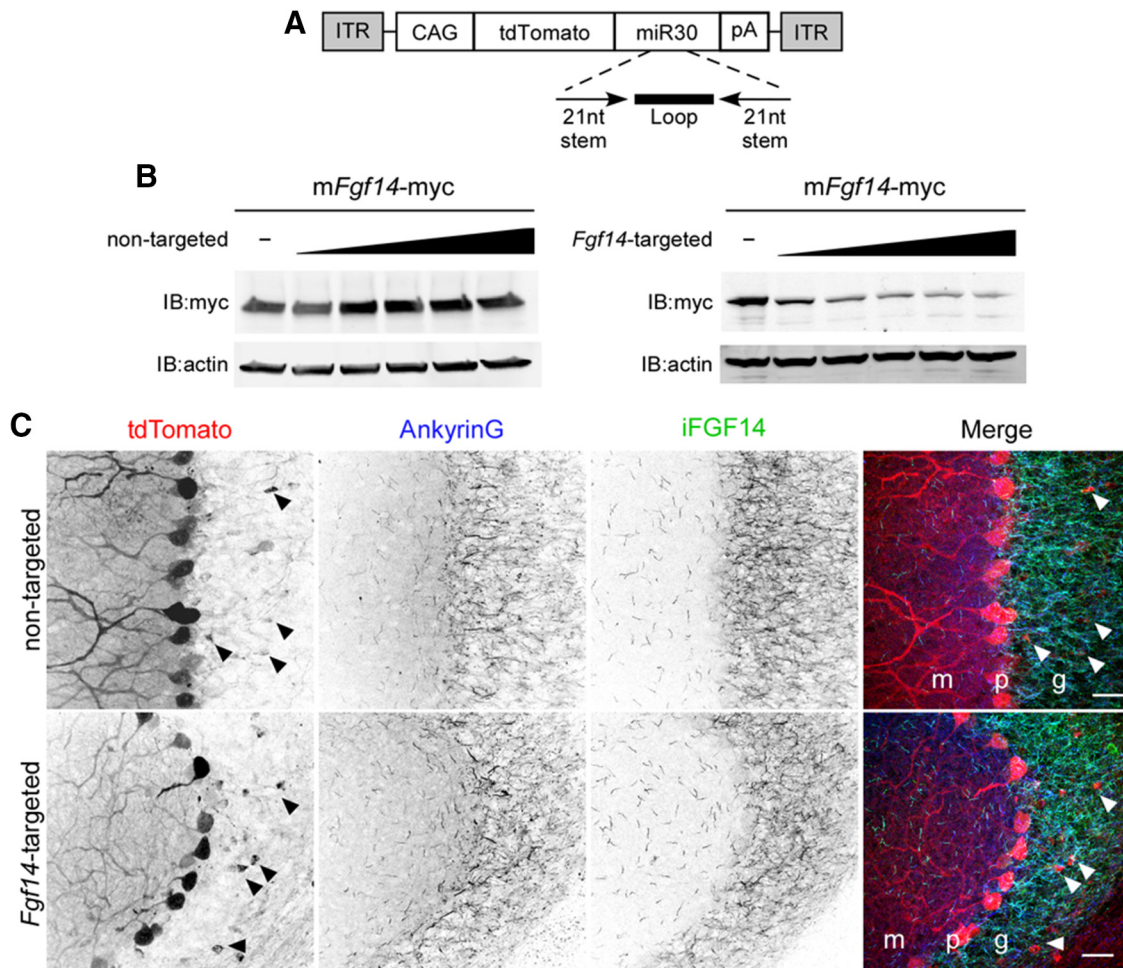 A
ITR CAG tdTomato miR30 pA ITR
21nt stem Loop 21nt stem
B
mFgf14-myc
non-targeted –
IB:myc
IB:actin
mFgf14-myc
Fgf14-targeted –
IB:myc
IB:actin
C
tdTomato AnkyrinG iFGF14 Merge
non-targeted
m p g
Fgf14-targeted
m p g